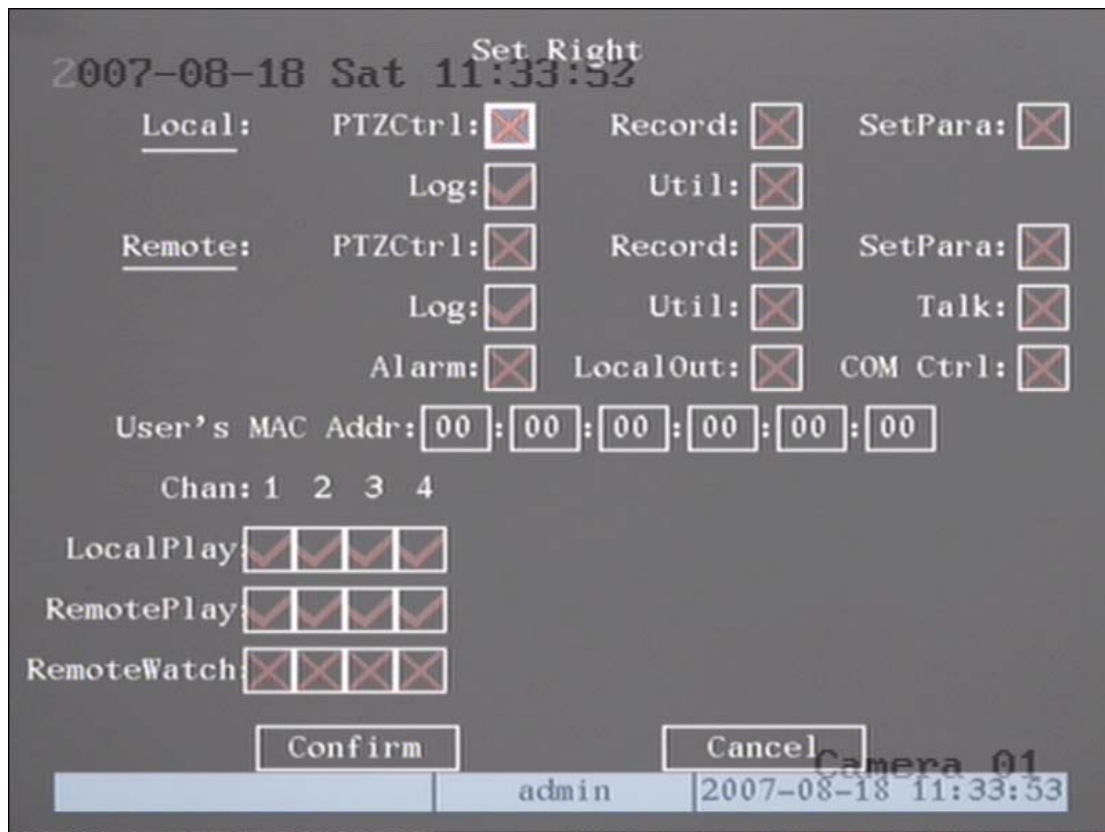 Set Right
2007-08-18 Sat 11:33:52
Local: PTZCtrl: Record: SetPara:
Log: Util:
Remote: PTZCtrl: Record: SetPara:
Log: Util: Talk:
Alarm: LocalOut: COM Ctrl:
User's MAC Addr: 00 : 00 : 00 : 00 : 00 : 00
Chan: 1 2 3 4
LocalPlay:
RemotePlay:
RemoteWatch:
Confirm Cancel
Camera 01
admin 2007-08-18 11:33:53